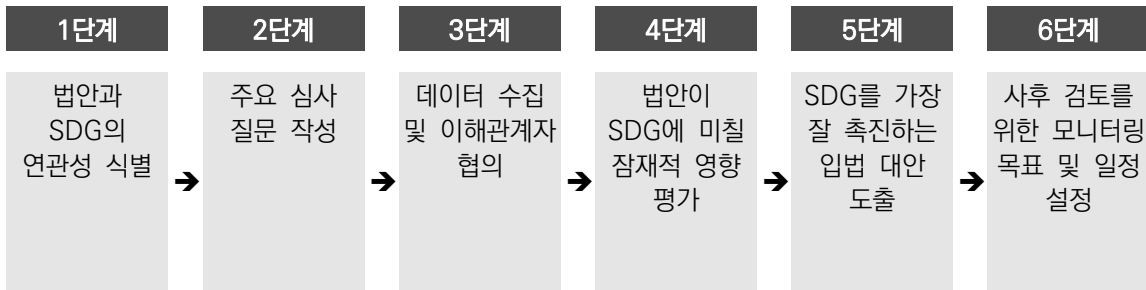 1단계
법안과
SDG의
연관성 식별
2단계
주요 심사
질문 작성
3단계
데이터 수집
및 이해관계자
협의
4단계
법안이
SDG에 미칠
잠재적 영향
평가
5단계
SDG를 가장
잘 촉진하는
입법 대안
도출
6단계
사후 검토를
위한 모니터링
목표 및 일정
설정